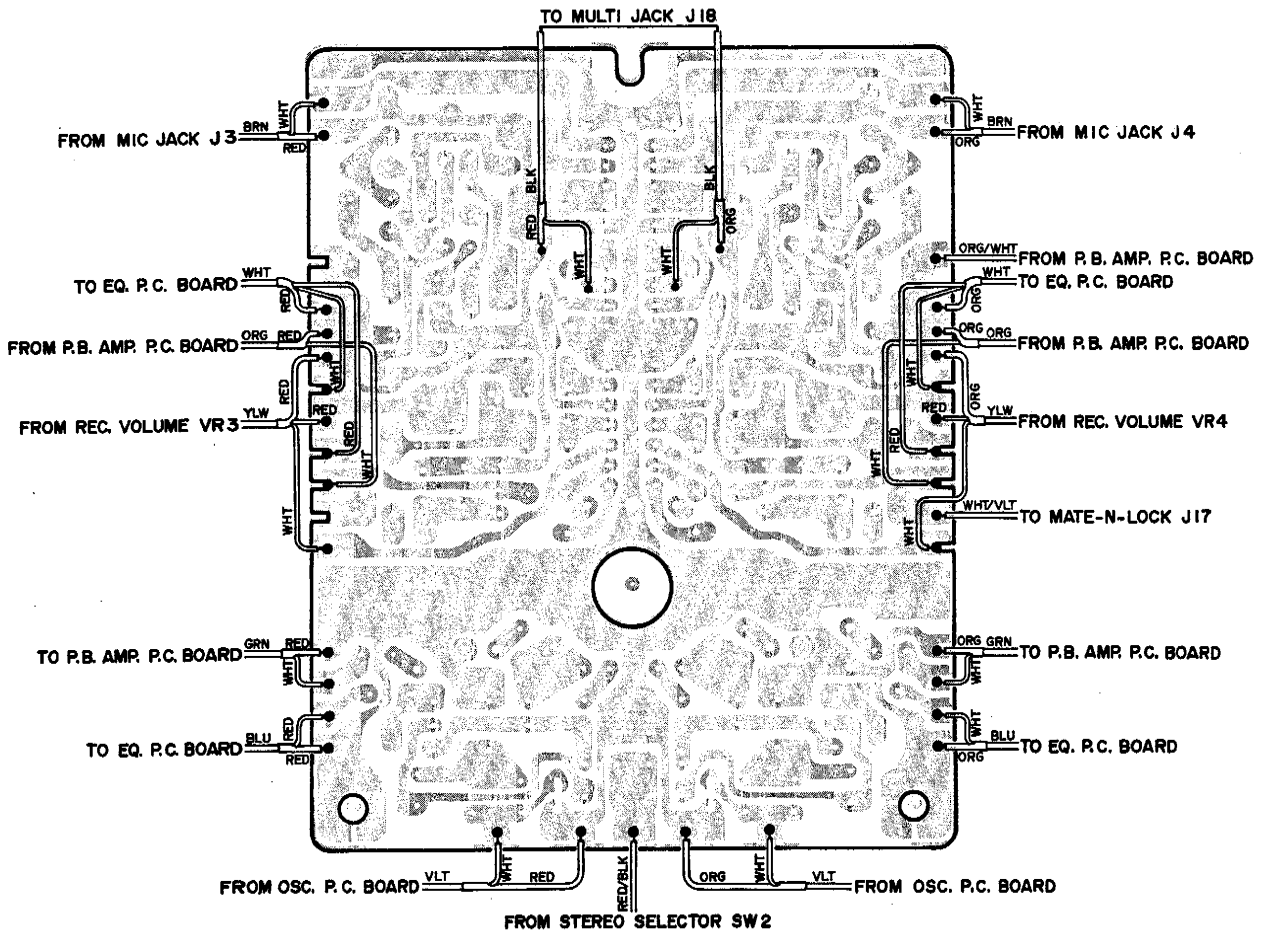 TO MULTI JACK J18
WHT
BRN
FROM MIC JACK J3
RED
WHT
BRN
FROM MIC JACK J4
ORG
BLK
BLK
RED
ORG
WHT
WHT
WHT
TO EQ. P.C. BOARD
RED
ORG
RED
FROM P.B. AMP. P.C. BOARD
RED
WHT
YLW
RED
FROM REC. VOLUME VR3
RED
WHT
WHT
ORG/WHT
FROM P.B. AMP. P.C. BOARD
WHT
TO EQ. P.C. BOARD
ORG
ORG
ORG
FROM P.B. AMP. P.C. BOARD
WHT
ORG
RED
YLW
FROM REC. VOLUME VR4
RED
WHT
WHT/VLT
TO MATE-N-LOCK J17
WHT
GRN
RED
TO P.B. AMP. P.C. BOARD
WHT
RED
BLU
TO EQ. P.C. BOARD
RED
ORG
GRN
TO P.B. AMP. P.C. BOARD
WHT
WHT
BLU
TO EQ. P.C. BOARD
ORG
FROM OSC. P.C. BOARD
VLT
WHT
RED
RED/BLK
ORG
WHT
VLT
FROM OSC. P.C. BOARD
FROM STEREO SELECTOR SW2